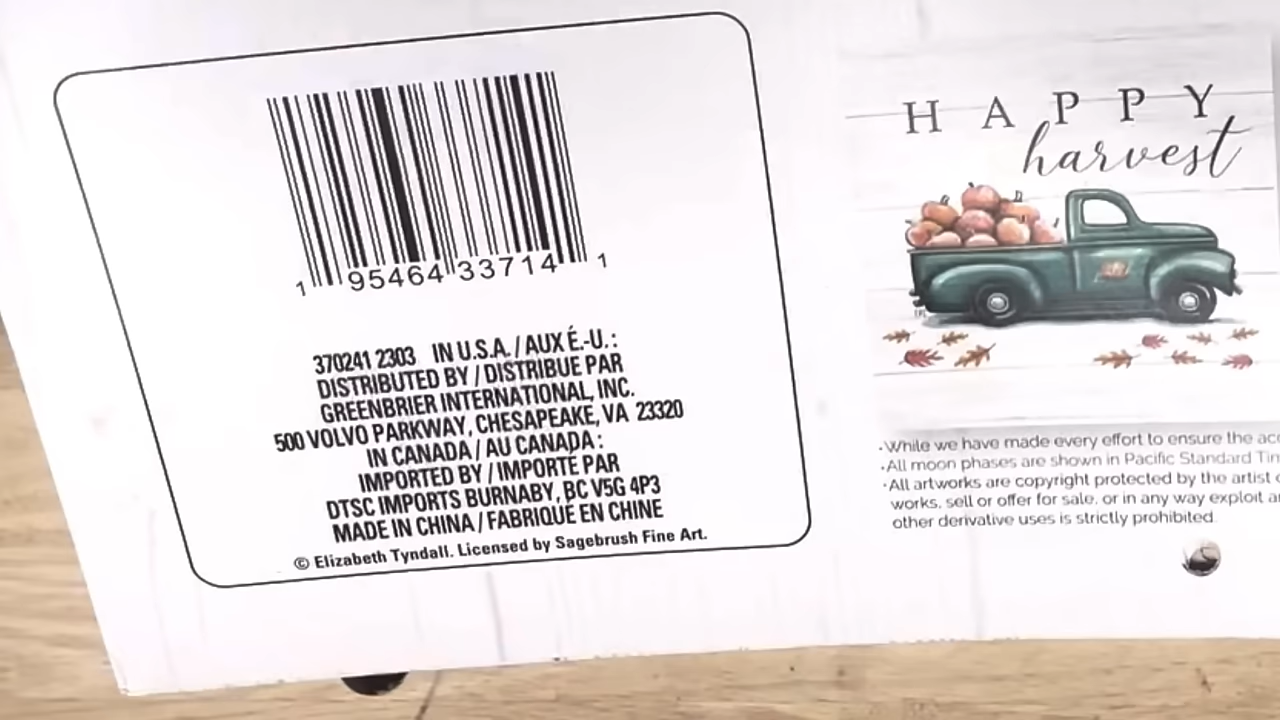 1 95464 33714 1
370241 2303 IN U.S.A. / AUX É.-U. :
DISTRIBUTED BY / DISTRIBUE PAR
GREENBRIER INTERNATIONAL, INC.
500 VOLVO PARKWAY, CHESAPEAKE, VA 23320
IN CANADA / AU CANADA :
IMPORTED BY / IMPORTE PAR
DTSC IMPORTS BURNABY, BC V5G 4P3
MADE IN CHINA / FABRIQUE EN CHINE
© Elizabeth Tyndall. Licensed by Sagebrush Fine Art.
HAPPY
harvest
•While we have made every effort to ensure the
•All moon phases are shown in Pacific Standard
•All artworks are copyright protected by the artist
works, sell or offer for sale, or in any way exploit
other derivative uses is strictly prohibited.